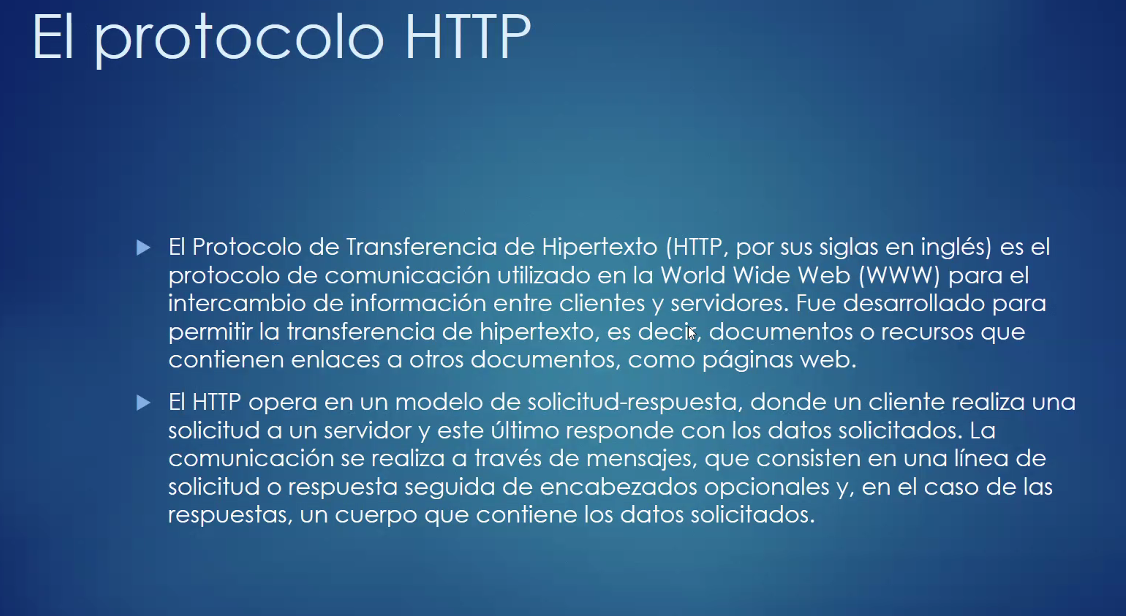 El protocolo HTTP
El Protocolo de Transferencia de Hipertexto (HTTP, por sus siglas en inglés) es el
protocolo de comunicación utilizado en la World Wide Web (WWW) para el
intercambio de información entre clientes y servidores. Fue desarrollado para
permitir la transferencia de hipertexto, es decir, documentos o recursos que
contienen enlaces a otros documentos, como páginas web.
El HTTP opera en un modelo de solicitud-respuesta, donde un cliente realiza una
solicitud a un servidor y este último responde con los datos solicitados. La
comunicación se realiza a través de mensajes, que consisten en una línea de
solicitud o respuesta seguida de encabezados opcionales y, en el caso de las
respuestas, un cuerpo que contiene los datos solicitados.